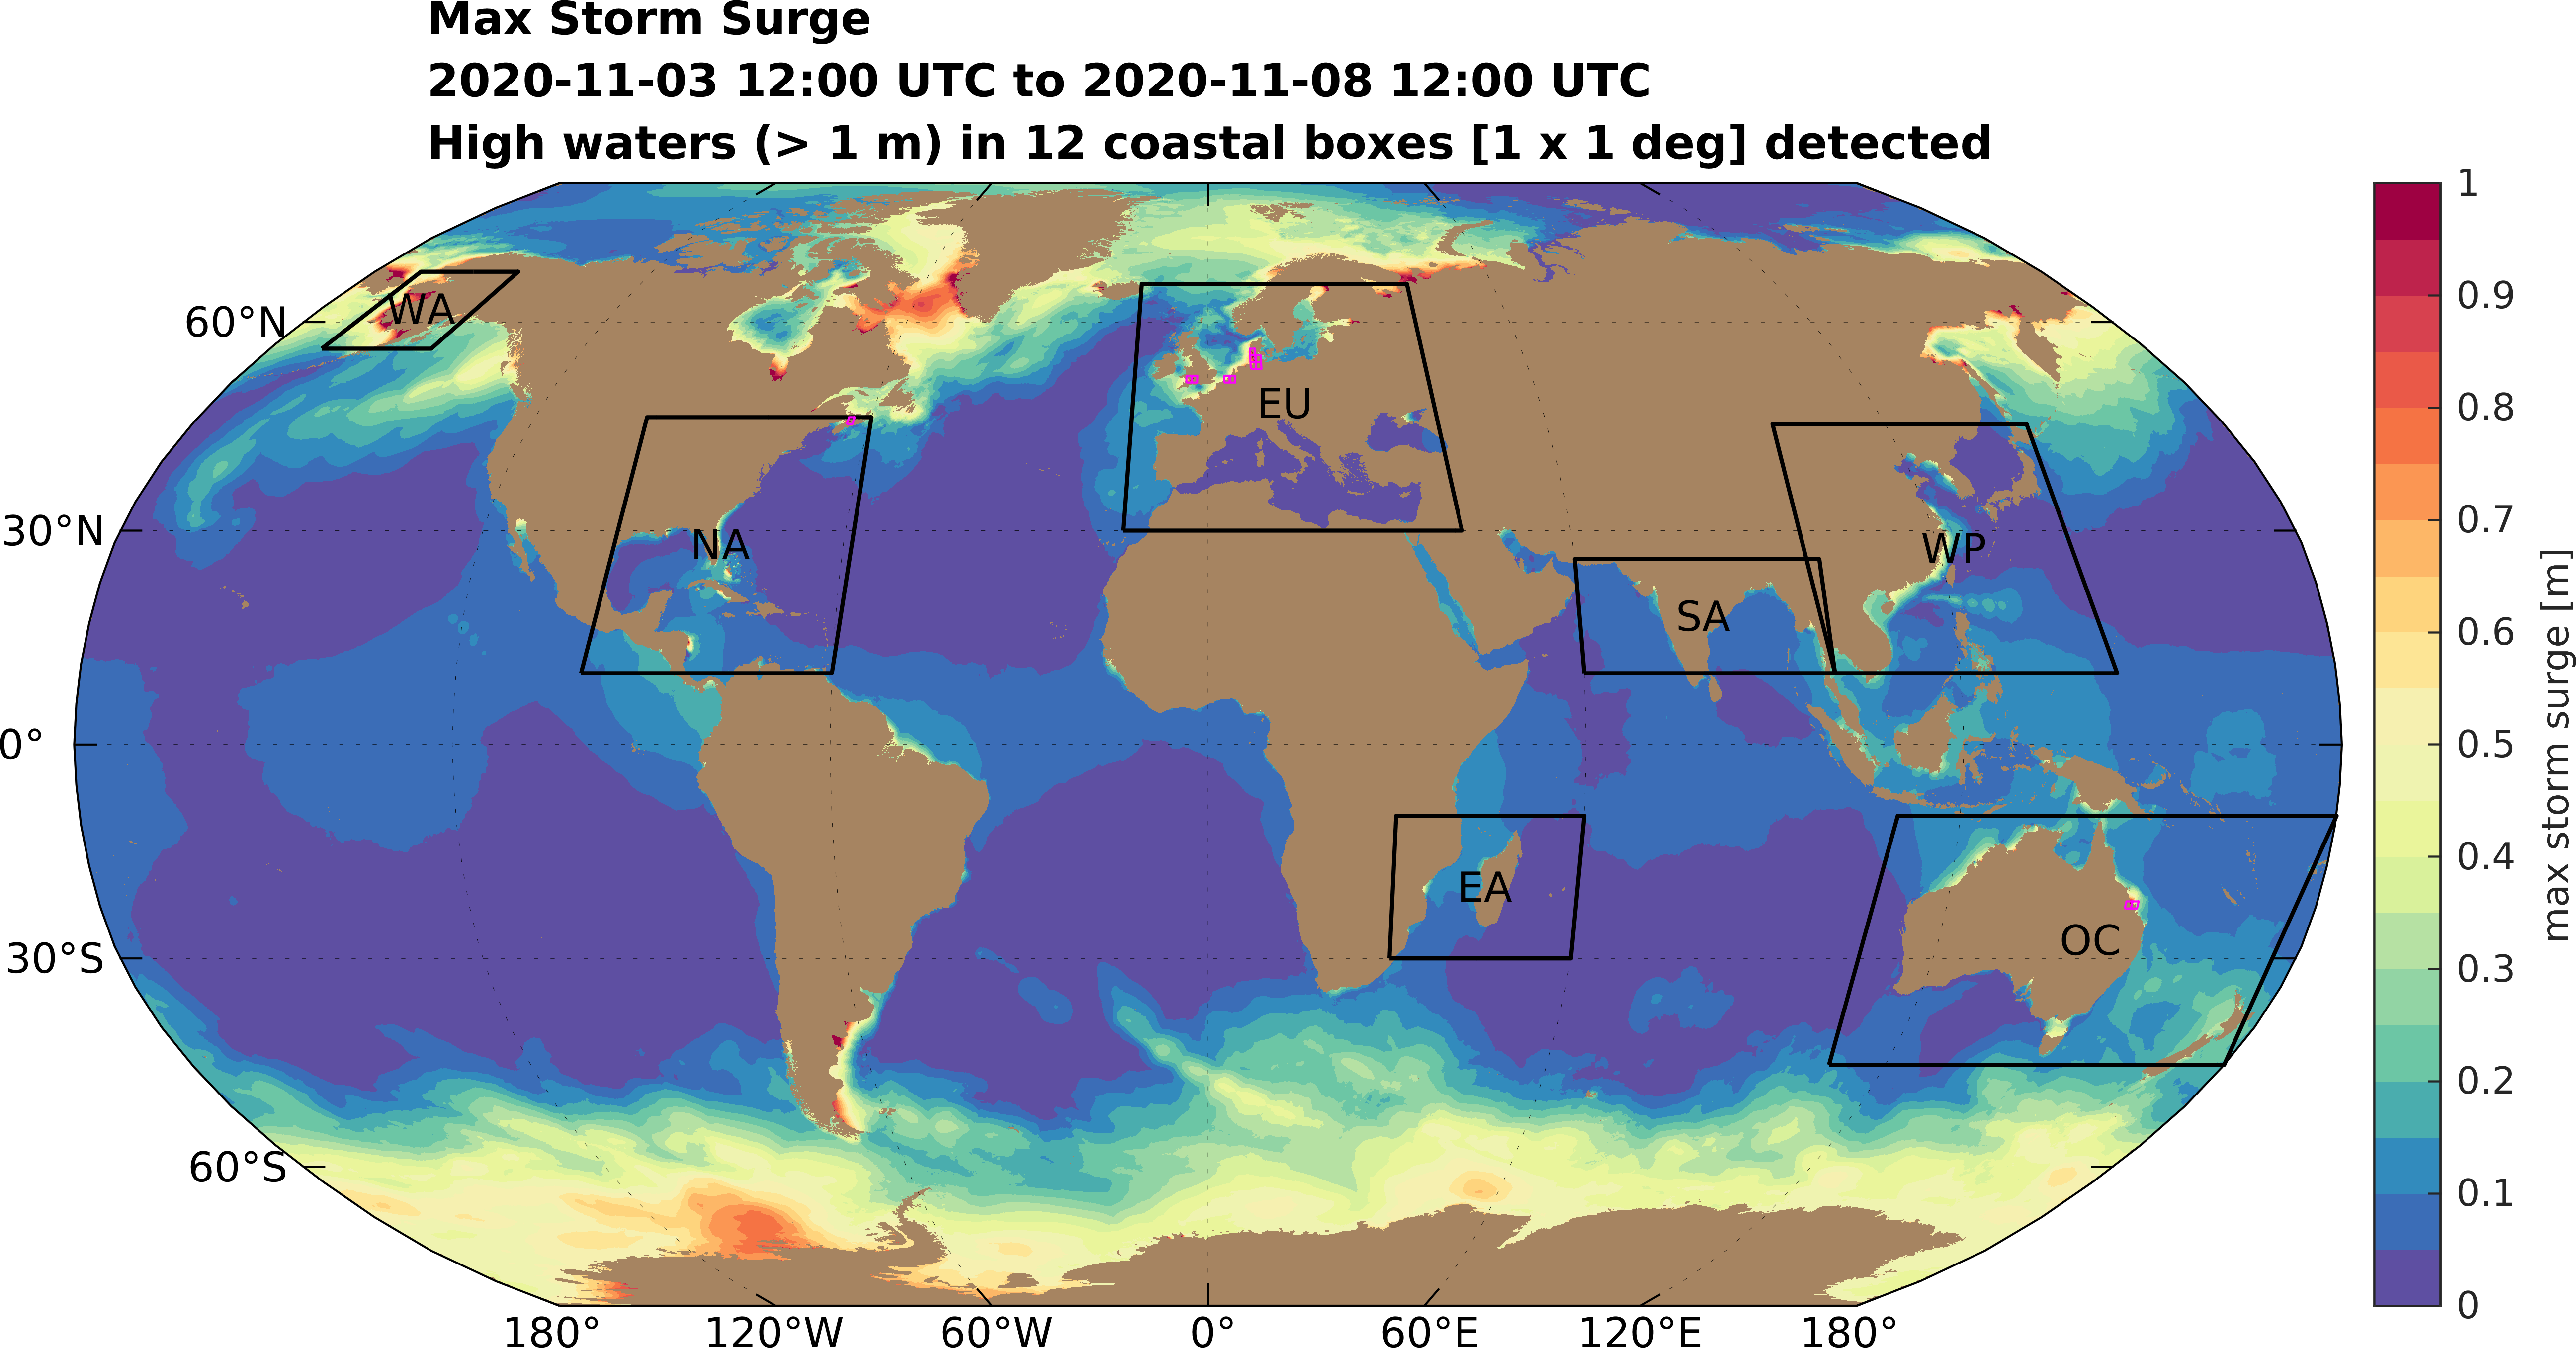 Max Storm Surge
2020-11-03 12:00 UTC to 2020-11-08 12:00 UTC
High waters (> 1 m) in 12 coastal boxes [1 x 1 deg] detected
60°N
30°N
0°
30°S
60°S
WA
NA
EU
SA
WP
EA
OC
180°
120°W
60°W
0°
60°E
120°E
180°
1
0.9
0.8
0.7
0.6
0.5
0.4
0.3
0.2
0.1
0
max storm surge [m]